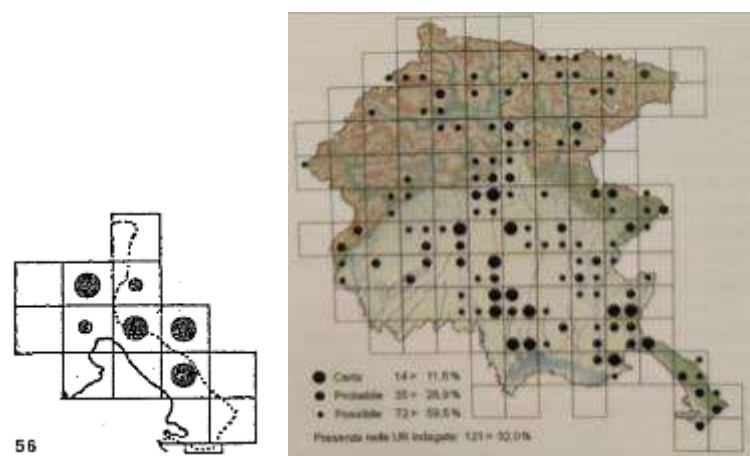 56
Certa 14 = 11,6%
Probabile 35 = 28,9%
Possibile 72 = 59,5%
Presenza nelle UR indagate: 121 = 32,0%